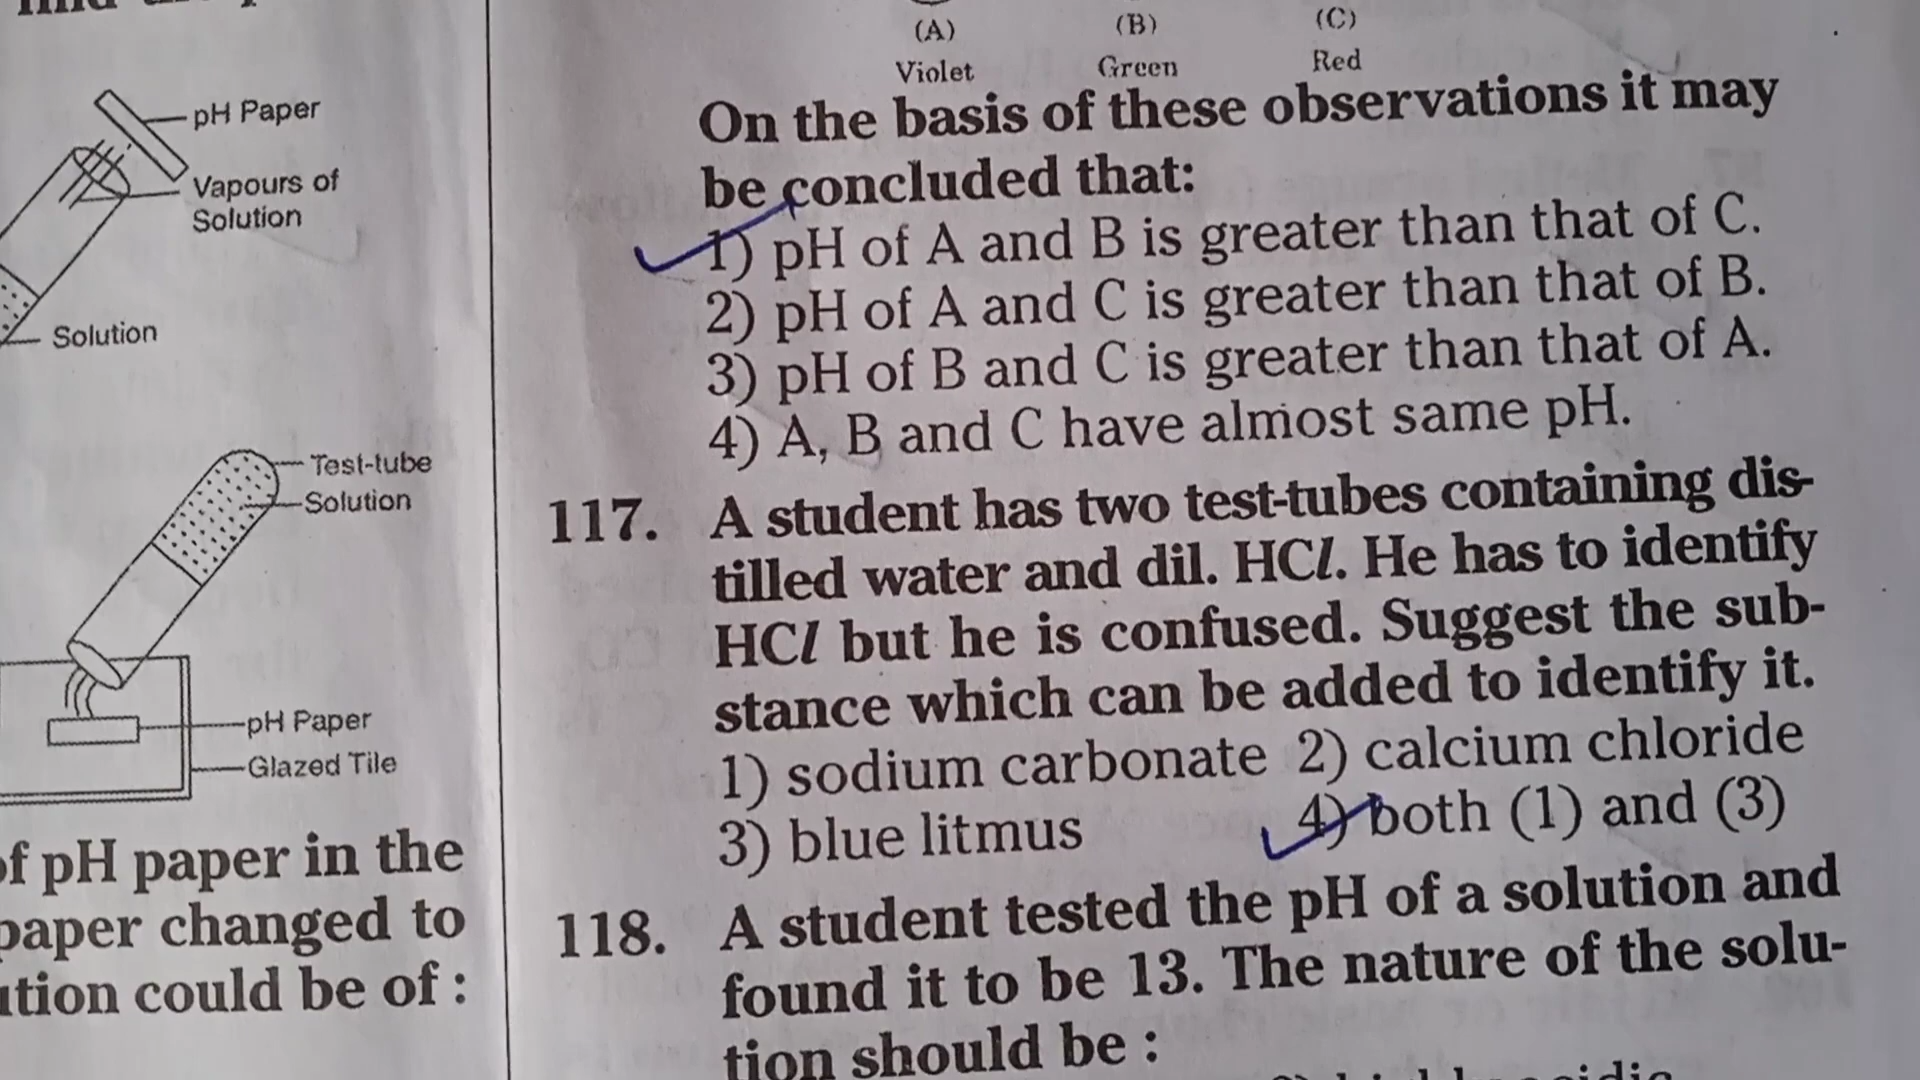 pH Paper
Vapours of
Solution
Solution
Test-tube
Solution
pH Paper
Glazed Tile
of pH paper in the
paper changed to
ution could be of :
(A)
(B)
(C)
Violet
Green
Red
On the basis of these observations it may
be concluded that:
1) pH of A and B is greater than that of C.
2) pH of A and C is greater than that of B.
3) pH of B and C is greater than that of A.
4) A, B and C have almost same pH.
117. A student has two test-tubes containing dis-
tilled water and dil. HCl. He has to identify
HCl but he is confused. Suggest the sub-
stance which can be added to identify it.
1) sodium carbonate 2) calcium chloride
3) blue litmus 4) both (1) and (3)
118. A student tested the pH of a solution and
found it to be 13. The nature of the solu-
tion should be :